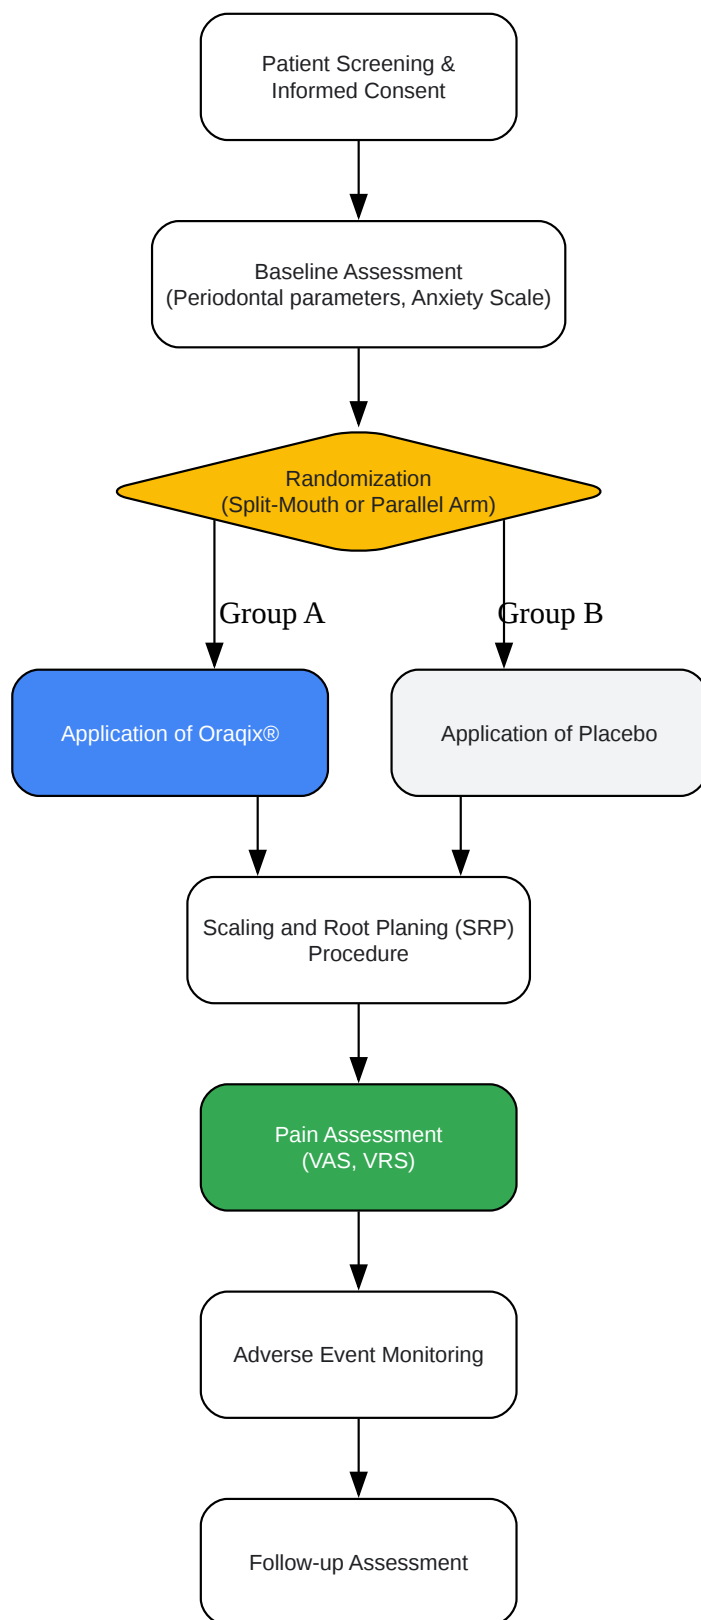 Patient Screening &
Informed Consent
Baseline Assessment
(Periodontal parameters, Anxiety Scale)
Randomization
(Split-Mouth or Parallel Arm)
Group A
Group B
Application of Oraqix®
Application of Placebo
Scaling and Root Planing (SRP)
Procedure
Pain Assessment
(VAS, VRS)
Adverse Event Monitoring
Follow-up Assessment